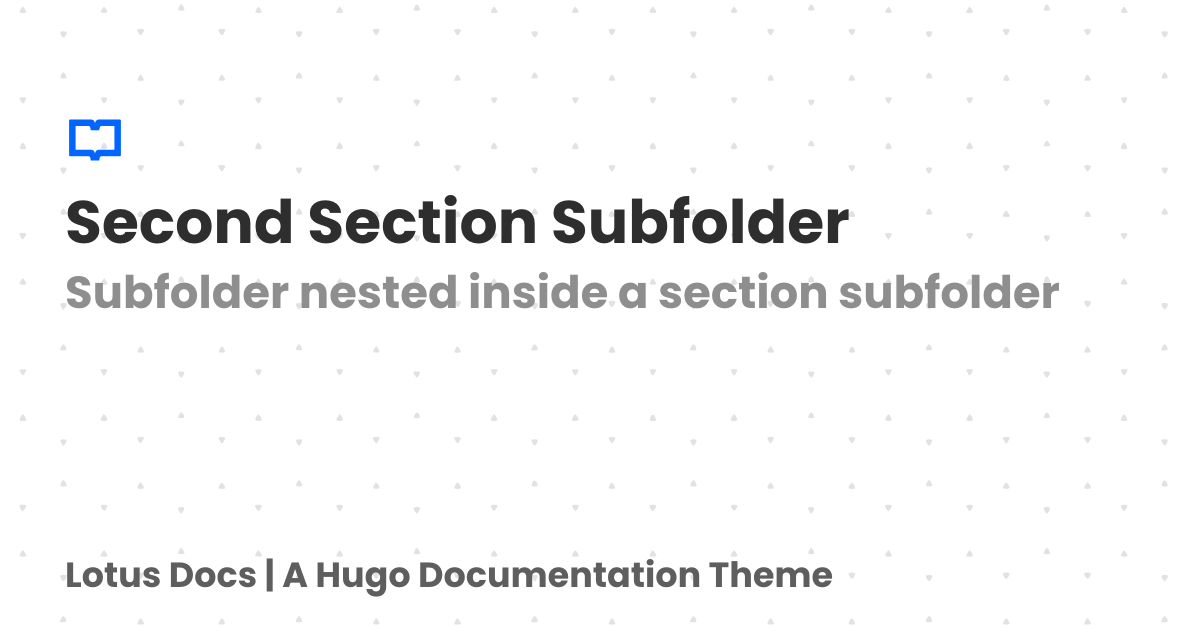 Second Section Subfolder
Subfolder nested inside a section subfolder
Lotus Docs | A Hugo Documentation Theme